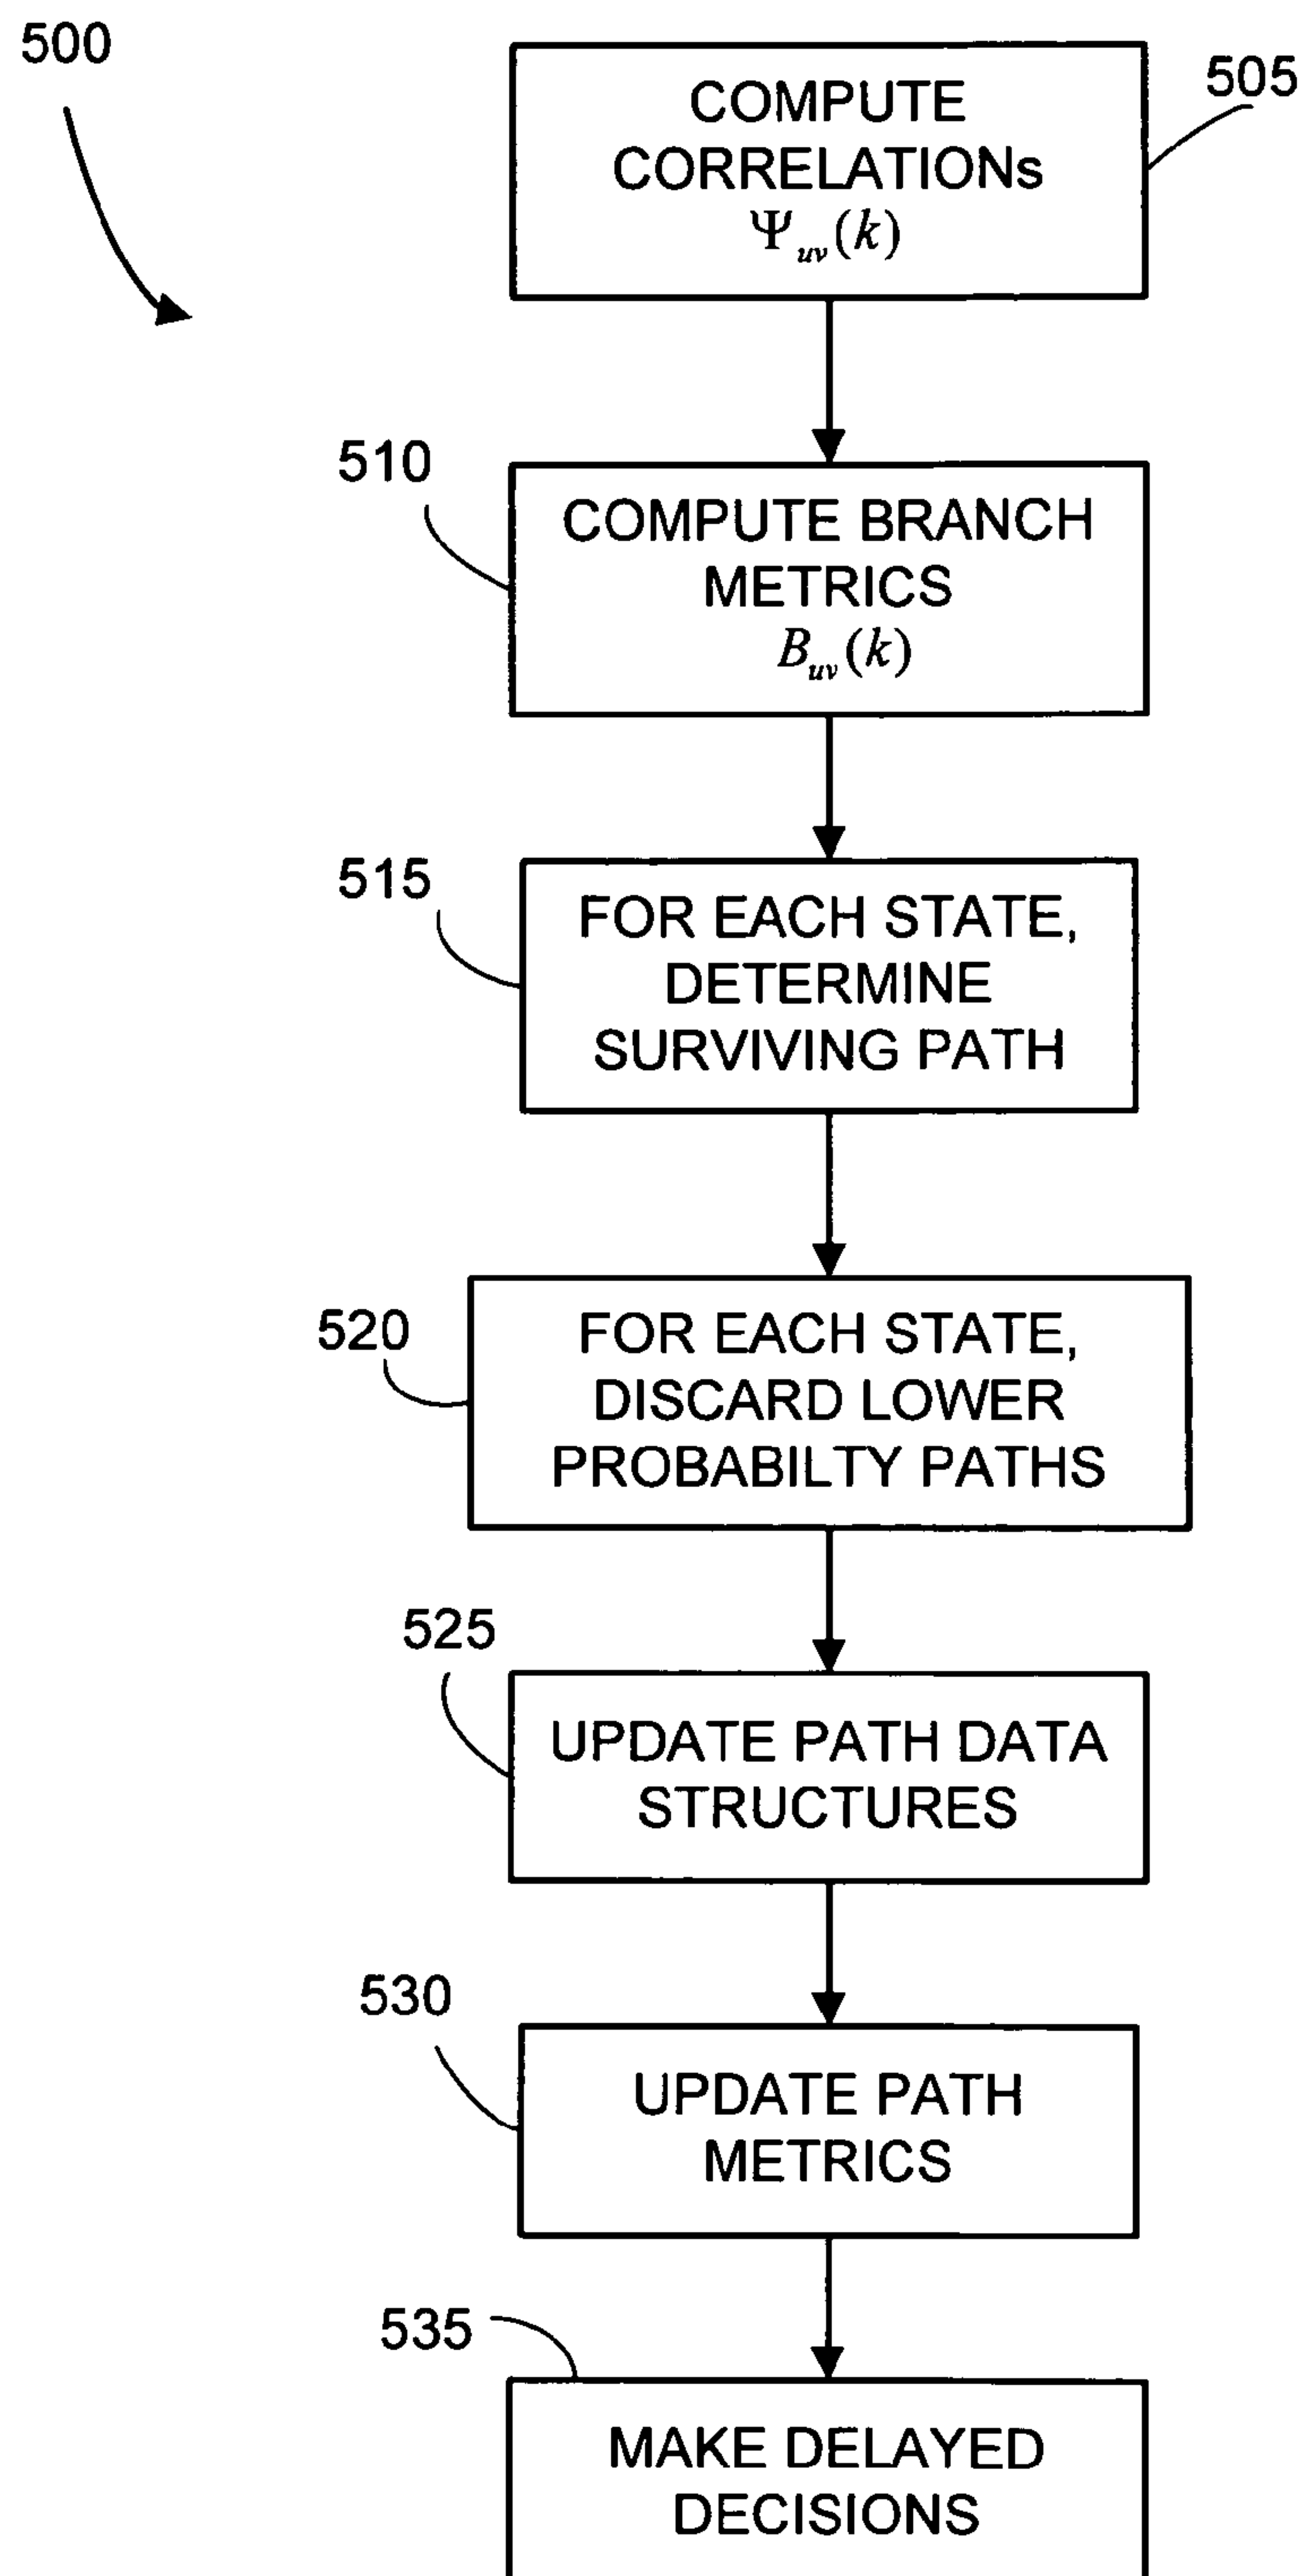 500
COMPUTE
CORRELATIONs
Ψuv(k)
505
510
COMPUTE BRANCH
METRICS
Buv(k)
515
FOR EACH STATE,
DETERMINE
SURVIVING PATH
520
FOR EACH STATE,
DISCARD LOWER
PROBABILTY PATHS
525
UPDATE PATH DATA
STRUCTURES
530
UPDATE PATH
METRICS
535
MAKE DELAYED
DECISIONS